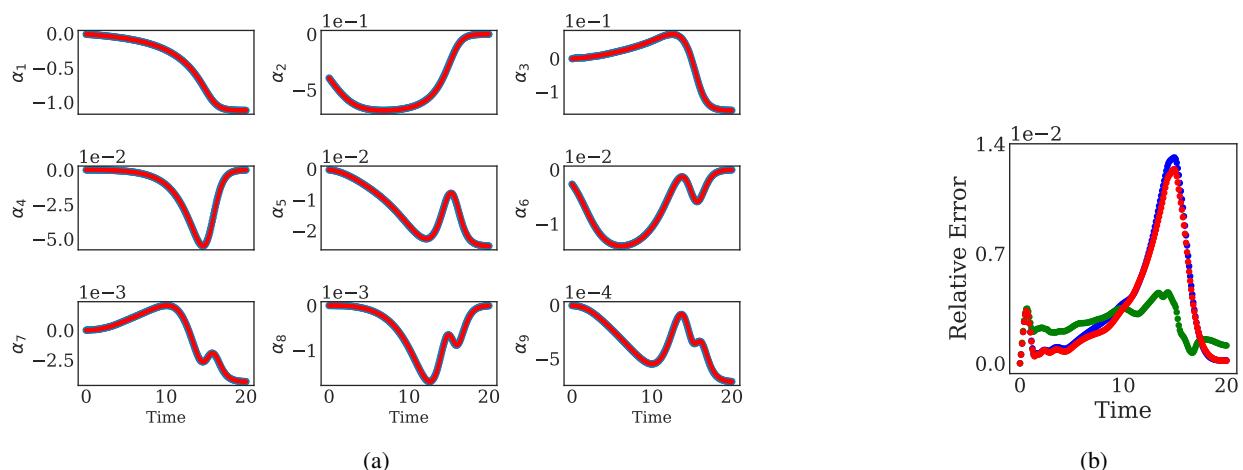 1e−1
1e−1
α1
0.0
−0.5
−1.0
α2
−5
α3
0
−1
1e−2
1e−2
1e−2
α4
0.0
−2.5
−5.0
α5
0
−1
−2
α6
0
−1
1e−3
1e−3
1e−4
α7
0.0
−2.5
α8
0
−1
α9
0
−5
0 10 20
0 10 20
0 10 20
Time
Time
Time
(a)
1e−2
Relative Error
1.4
0.7
0.0
0 10 20
Time
(b)